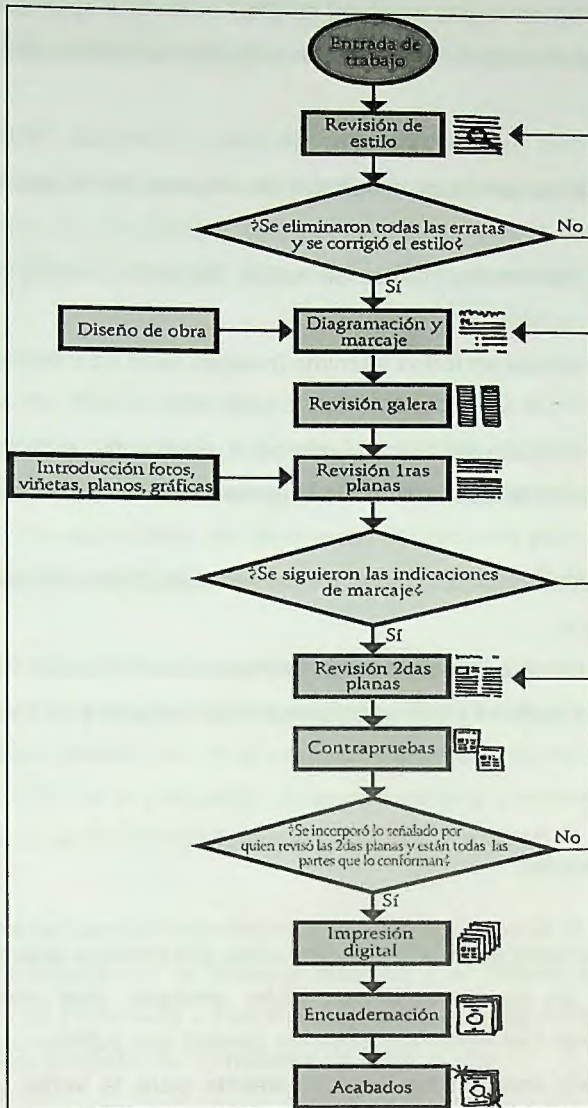 Entrada de
trabajo
Revisión de
estilo
¿Se eliminaron todas las erratas
y se corrigió el estilo?
No
Sí
Diseño de obra
Diagramación y
marcaje
Revisión galera
Introducción fotos,
viñetas, planos, gráficas
Revisión 1ras
planas
¿Se siguieron las indicaciones
de marcaje?
Sí
Revisión 2das
planas
Contrapruebas
¿Se incorporó lo señalado por
quien revisó las 2das planas y están todas las
partes que lo conforman?
No
Sí
Impresión
digital
Encuadernación
Acabados